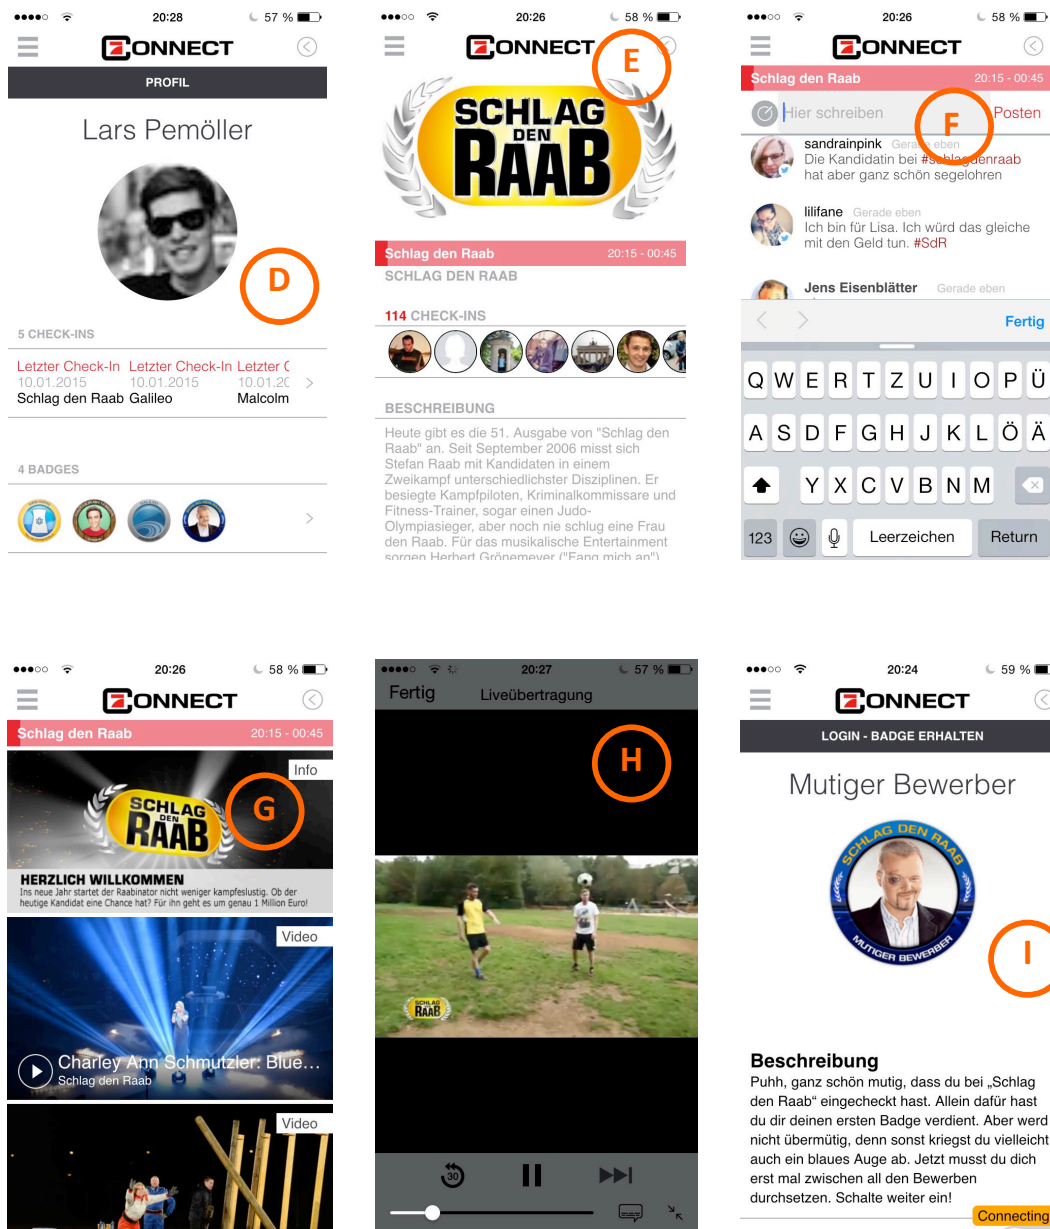 20:28
57 %
CONNECT
PROFIL
Lars Pemöller
D
5 CHECK-INS
Letzter Check-In Letzter Check-In Letzter C
10.01.2015 10.01.2015 10.01.20
Schlag den Raab Galileo Malcolm
4 BADGES
20:26
58 %
CONNECT
E
SCHLAG
DEN
RAAB
Schlag den Raab 20:15 - 00:45
SCHLAG DEN RAAB
114 CHECK-INS
BESCHREIBUNG
Heute gibt es die 51. Ausgabe von "Schlag den
Raab" an. Seit September 2006 misst sich
Stefan Raab mit Kandidaten in einem
Zweikampf unterschiedlichster Disziplinen. Er
besiegte Kampfpiloten, Kriminalkommissare und
Fitness-Trainer, sogar einen Judo-
Olympiasieger, aber noch nie schlug eine Frau
den Raab. Für das musikalische Entertainment
sorgen Herbert Grönemeyer ("Fang mich an")
20:26
58 %
CONNECT
Schlag den Raab 20:15 - 00:45
Hier schreiben
F
Posten
sandrainpink Gerade eben
Die Kandidatin bei #schlagdenraab
hat aber ganz schön segelohren
lilifane Gerade eben
Ich bin für Lisa. Ich würd das gleiche
mit den Geld tun. #SdR
Jens Eisenblätter Gerade eben
Fertig
Q W E R T Z U I O P Ü
A S D F G H J K L Ö Ä
Y X C V B N M
123 Leerzeichen Return
20:26
58 %
CONNECT
Schlag den Raab 20:15 - 00:45
Info
SCHLAG
DEN
RAAB
G
HERZLICH WILLKOMMEN
Ins neue Jahr startet der Raabinator nicht weniger kampfeslustig. Ob der
heutige Kandidat eine Chance hat? Für ihn geht es um genau 1 Million Euro!
Video
Charley Ann Schmutzler: Blue…
Schlag den Raab
Video
20:27
57 %
Fertig Liveübertragung
H
SCHLAG
RAAB
30
20:24
59 %
CONNECT
LOGIN - BADGE ERHALTEN
Mutiger Bewerber
SCHLAG DEN RAAB
MUTIGER BEWERBER
I
Beschreibung
Puhh, ganz schön mutig, dass du bei „Schlag
den Raab“ eingecheckt hast. Allein dafür hast
du dir deinen ersten Badge verdient. Aber werd
nicht übermütig, denn sonst kriegst du vielleicht
auch ein blaues Auge ab. Jetzt musst du dich
erst mal zwischen all den Bewerben
durchsetzen. Schalte weiter ein!
Connecting